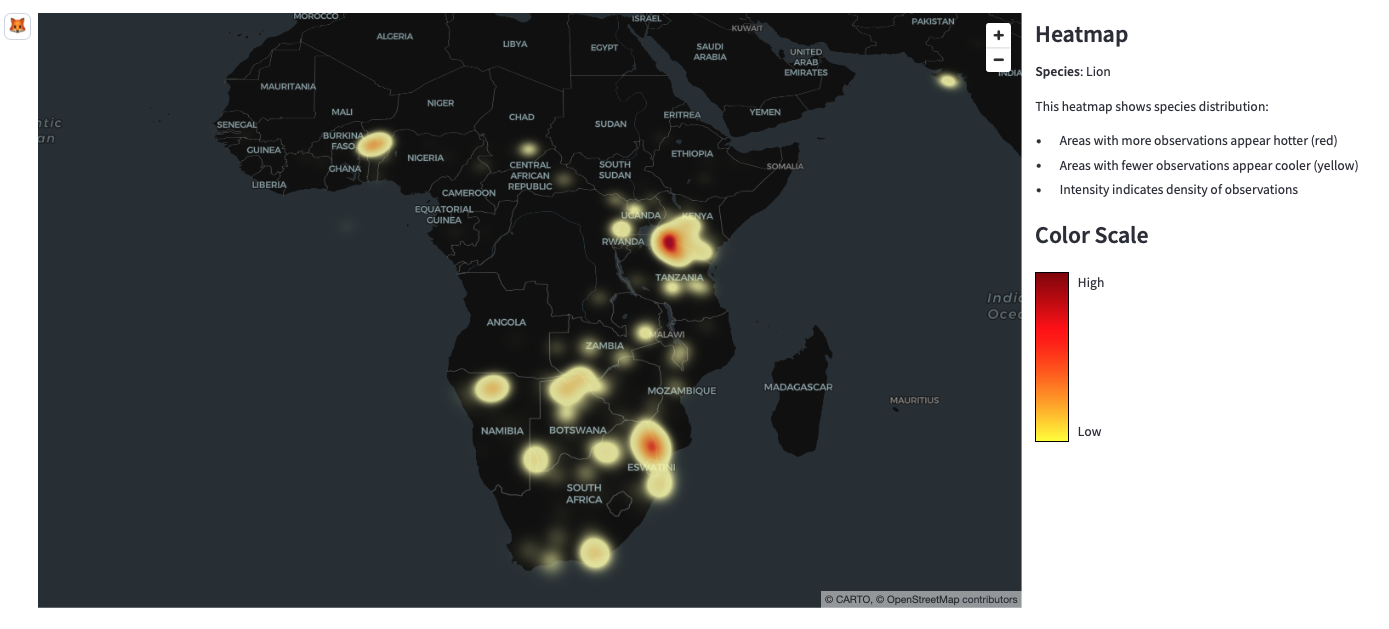 MOROCCO
ISRAEL
PAKISTAN
KUWAIT
ALGERIA
LIBYA
EGYPT
SAUDI
ARABIA
UNITED
ARAB
EMIRATES
INDIA
MAURITANIA
MALI
NIGER
CHAD
SUDAN
ERITREA
YEMEN
ntic
an
SENEGAL
BURKINA
FASO
GUINEA
GHANA
NIGERIA
CENTRAL
AFRICAN
REPUBLIC
SOUTH
SUDAN
ETHIOPIA
SOMALIA
LIBERIA
CAMEROON
EQUATORIAL
GUINEA
UGANDA
KENYA
RWANDA
TANZANIA
Indi
Oce
ANGOLA
MALAWI
ZAMBIA
MOZAMBIQUE
MADAGASCAR
MAURITIUS
NAMIBIA
BOTSWANA
ESWATINI
SOUTH
AFRICA
+
−
© CARTO, © OpenStreetMap contributors
Heatmap
Species: Lion
This heatmap shows species distribution:
• Areas with more observations appear hotter (red)
• Areas with fewer observations appear cooler (yellow)
• Intensity indicates density of observations
Color Scale
High
Low